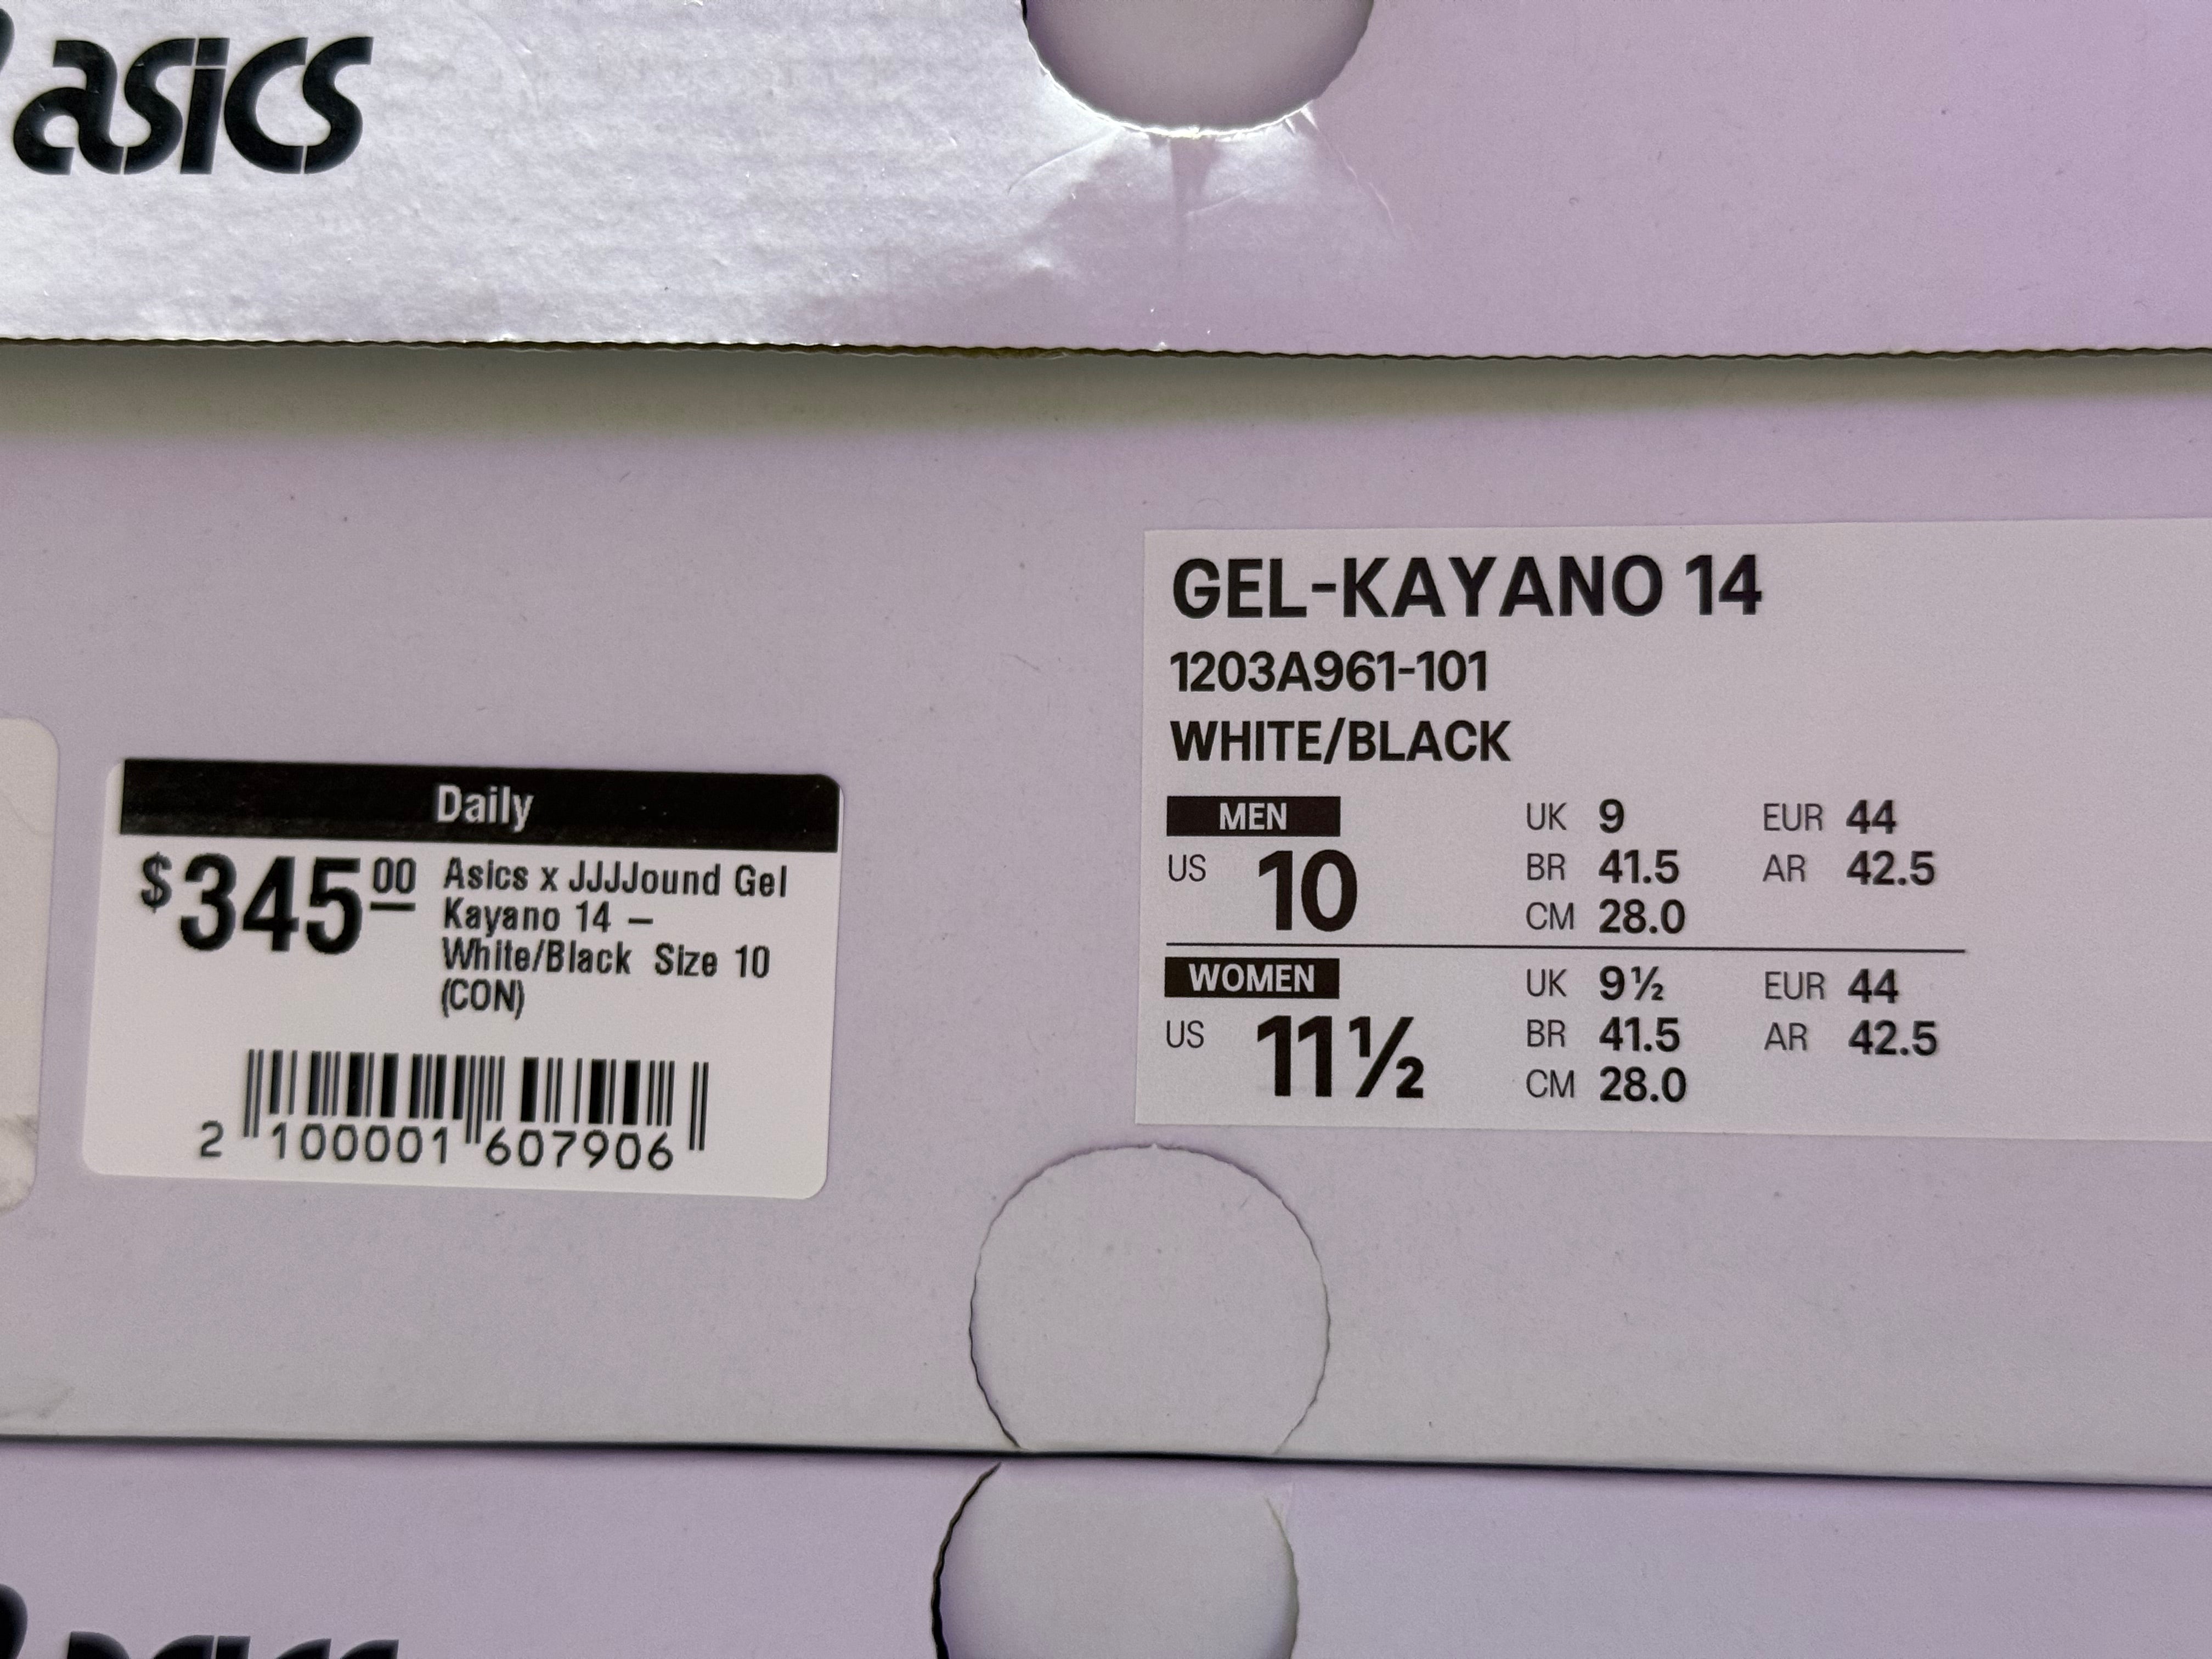 asics
Daily
$345 00
Asics x JJJJound Gel
Kayano 14 –
White/Black Size 10
(CON)
2 100001 607906
GEL-KAYANO 14
1203A961-101
WHITE/BLACK
MEN
US 10
UK 9 EUR 44
BR 41.5 AR 42.5
CM 28.0
WOMEN
US 11½
UK 9½ EUR 44
BR 41.5 AR 42.5
CM 28.0
asics